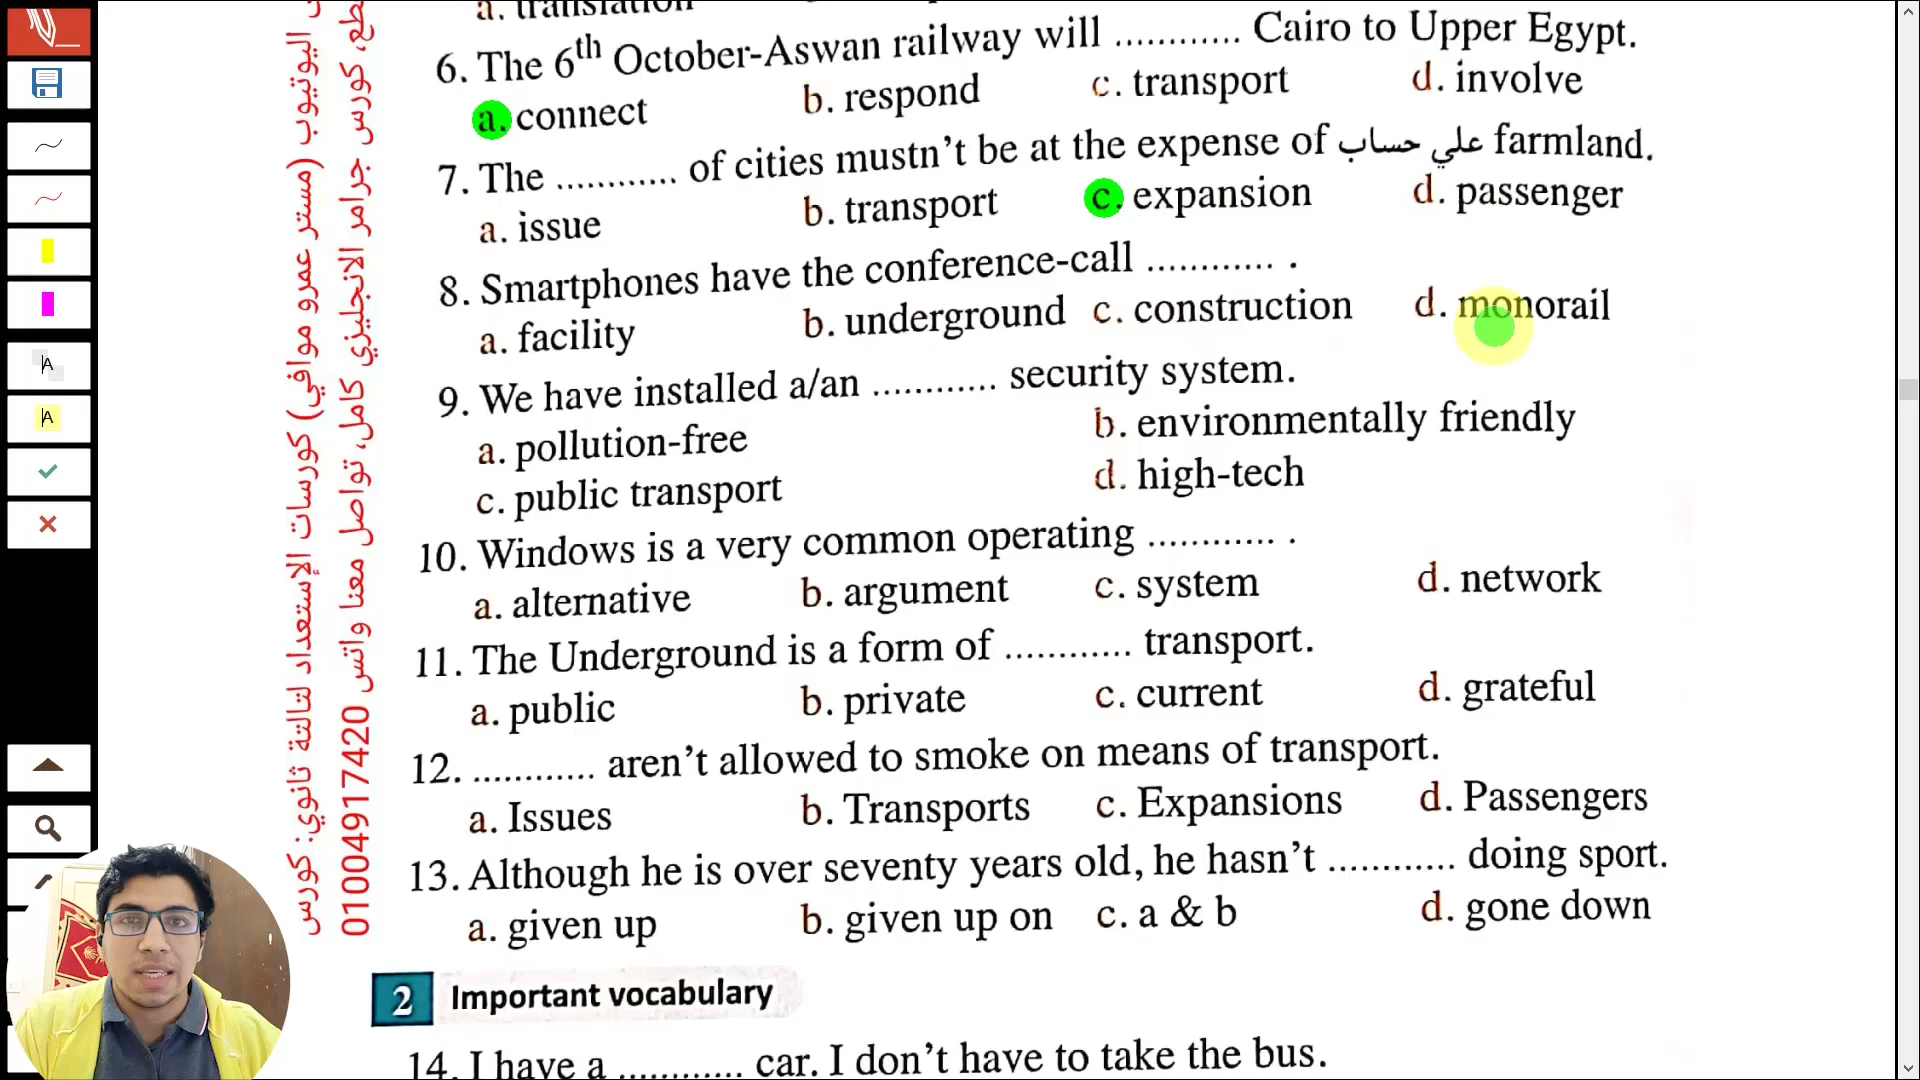 a. translation
6. The 6th October-Aswan railway will ............ Cairo to Upper Egypt.
a. connect b. respond c. transport d. involve
7. The ............ of cities mustn't be at the expense of علي حساب farmland.
a. issue b. transport c. expansion d. passenger
8. Smartphones have the conference-call ............ .
a. facility b. underground c. construction d. monorail
9. We have installed a/an ............ security system.
a. pollution-free b. environmentally friendly
c. public transport d. high-tech
10. Windows is a very common operating ............ .
a. alternative b. argument c. system d. network
11. The Underground is a form of ............ transport.
a. public b. private c. current d. grateful
12. ............ aren't allowed to smoke on means of transport.
a. Issues b. Transports c. Expansions d. Passengers
13. Although he is over seventy years old, he hasn't ............ doing sport.
a. given up b. given up on c. a & b d. gone down
2 Important vocabulary
14. I have a ............ car. I don't have to take the bus.
اليوتيوب (مستر عمرو موافي) كورسات الإستعداد لتالتة ثانوي: كورس
كورس جرامر الانجليزي كامل، تواصل معنا واتس 01004917420
A
A